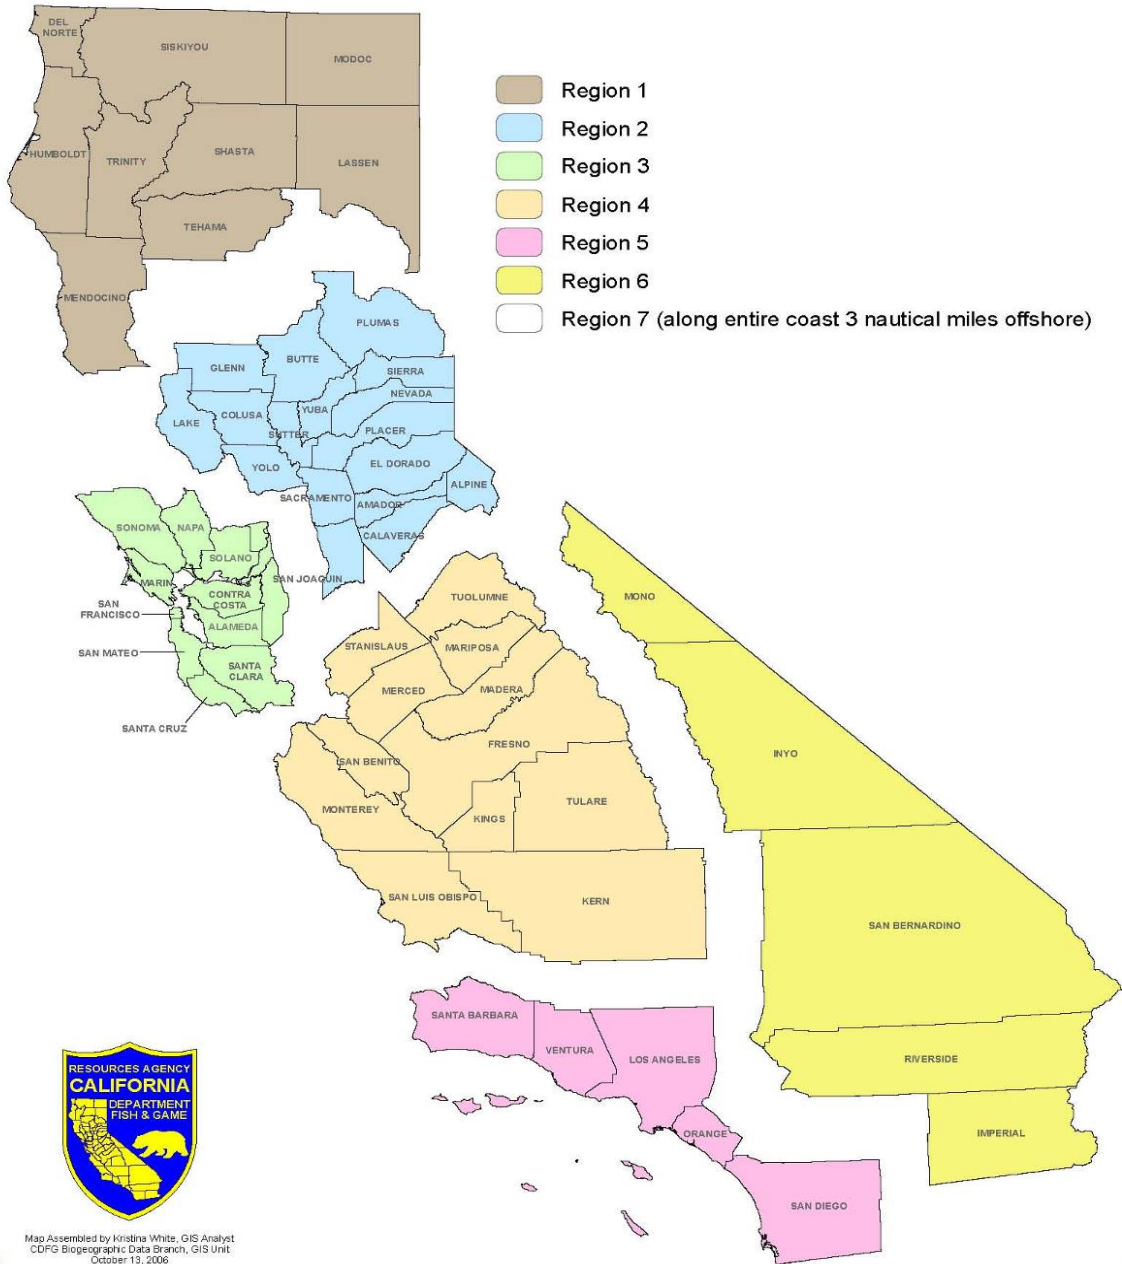 DEL
NORTE
SISKIYOU
MODOC
HUMBOLDT
TRINITY
SHASTA
LASSEN
TEHAMA
MENDOCINO
Region 1
Region 2
Region 3
Region 4
Region 5
Region 6
Region 7 (along entire coast 3 nautical miles offshore)
PLUMAS
BUTTE
GLENN
SIERRA
NEVADA
YUBA
COLUSA
LAKE
SUTTER
PLACER
YOLO
EL DORADO
ALPINE
SACRAMENTO
AMADOR
CALAVERAS
SAN JOAQUIN
SONOMA
NAPA
SOLANO
MARIN
CONTRA
COSTA
SAN
FRANCISCO
ALAMEDA
SAN MATEO
SANTA
CLARA
SANTA CRUZ
TUOLUMNE
STANISLAUS
MARIPOSA
MERCED
MADERA
FRESNO
SAN BENITO
MONTEREY
KINGS
TULARE
SAN LUIS OBISPO
KERN
MONO
INYO
SAN BERNARDINO
RIVERSIDE
IMPERIAL
SANTA BARBARA
VENTURA
LOS ANGELES
ORANGE
SAN DIEGO
RESOURCES AGENCY
CALIFORNIA
DEPARTMENT
FISH & GAME
Map Assembled by Kristina White, GIS Analyst
CDFG Biogeographic Data Branch, GIS Unit
October 13, 2006